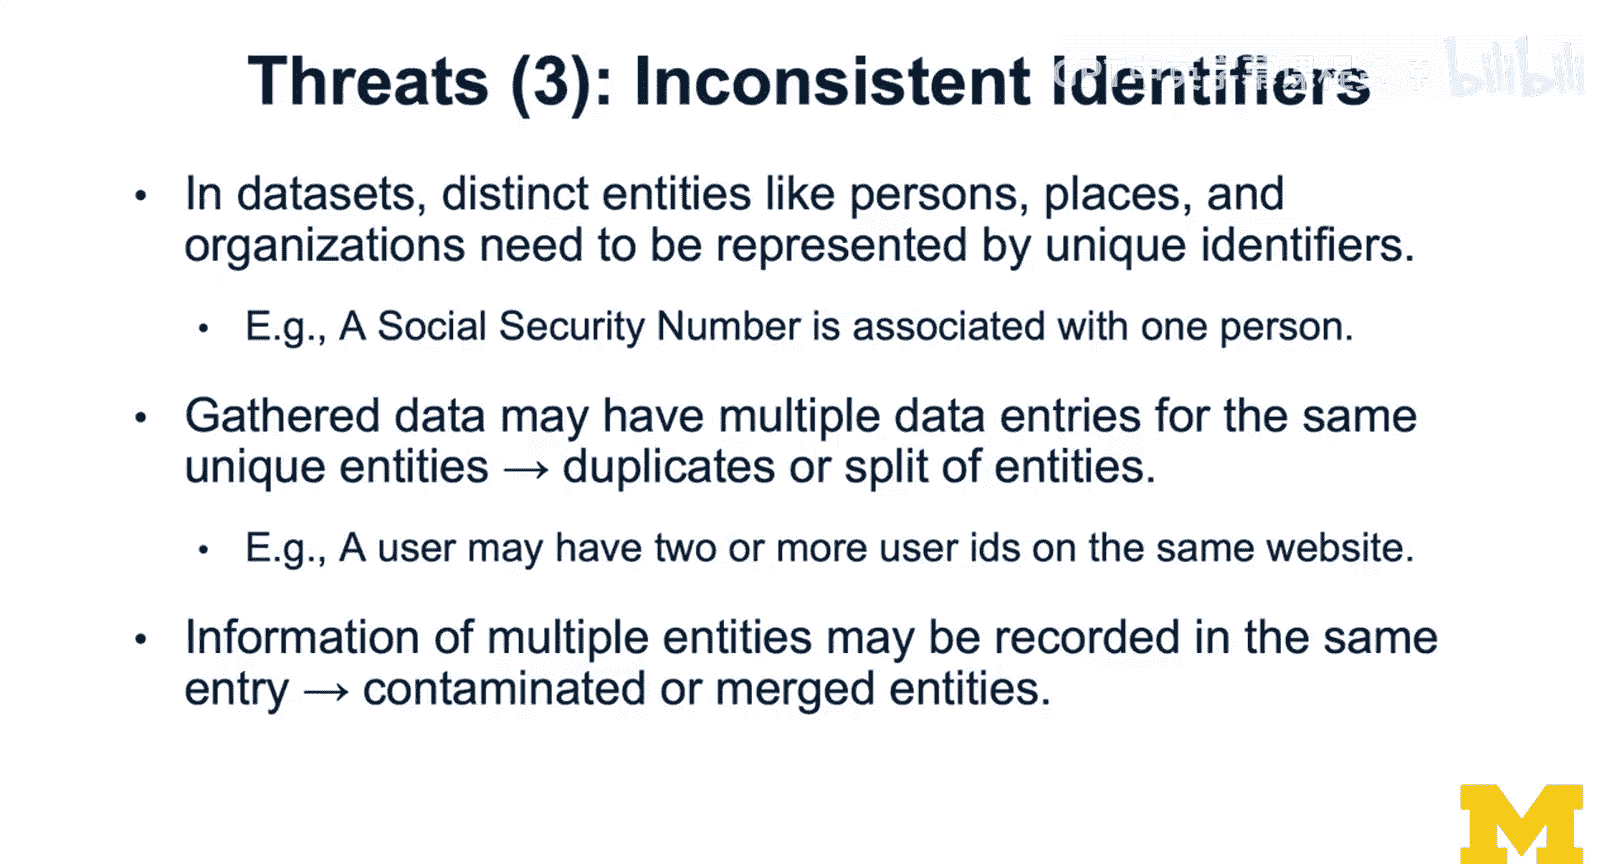 Threats (3): Inconsistent Identifiers
bilibili
• In datasets, distinct entities like persons, places, and
organizations need to be represented by unique identifiers.
• E.g., A Social Security Number is associated with one person.
• Gathered data may have multiple data entries for the same
unique entities → duplicates or split of entities.
• E.g., A user may have two or more user ids on the same website.
• Information of multiple entities may be recorded in the same
entry → contaminated or merged entities.
M